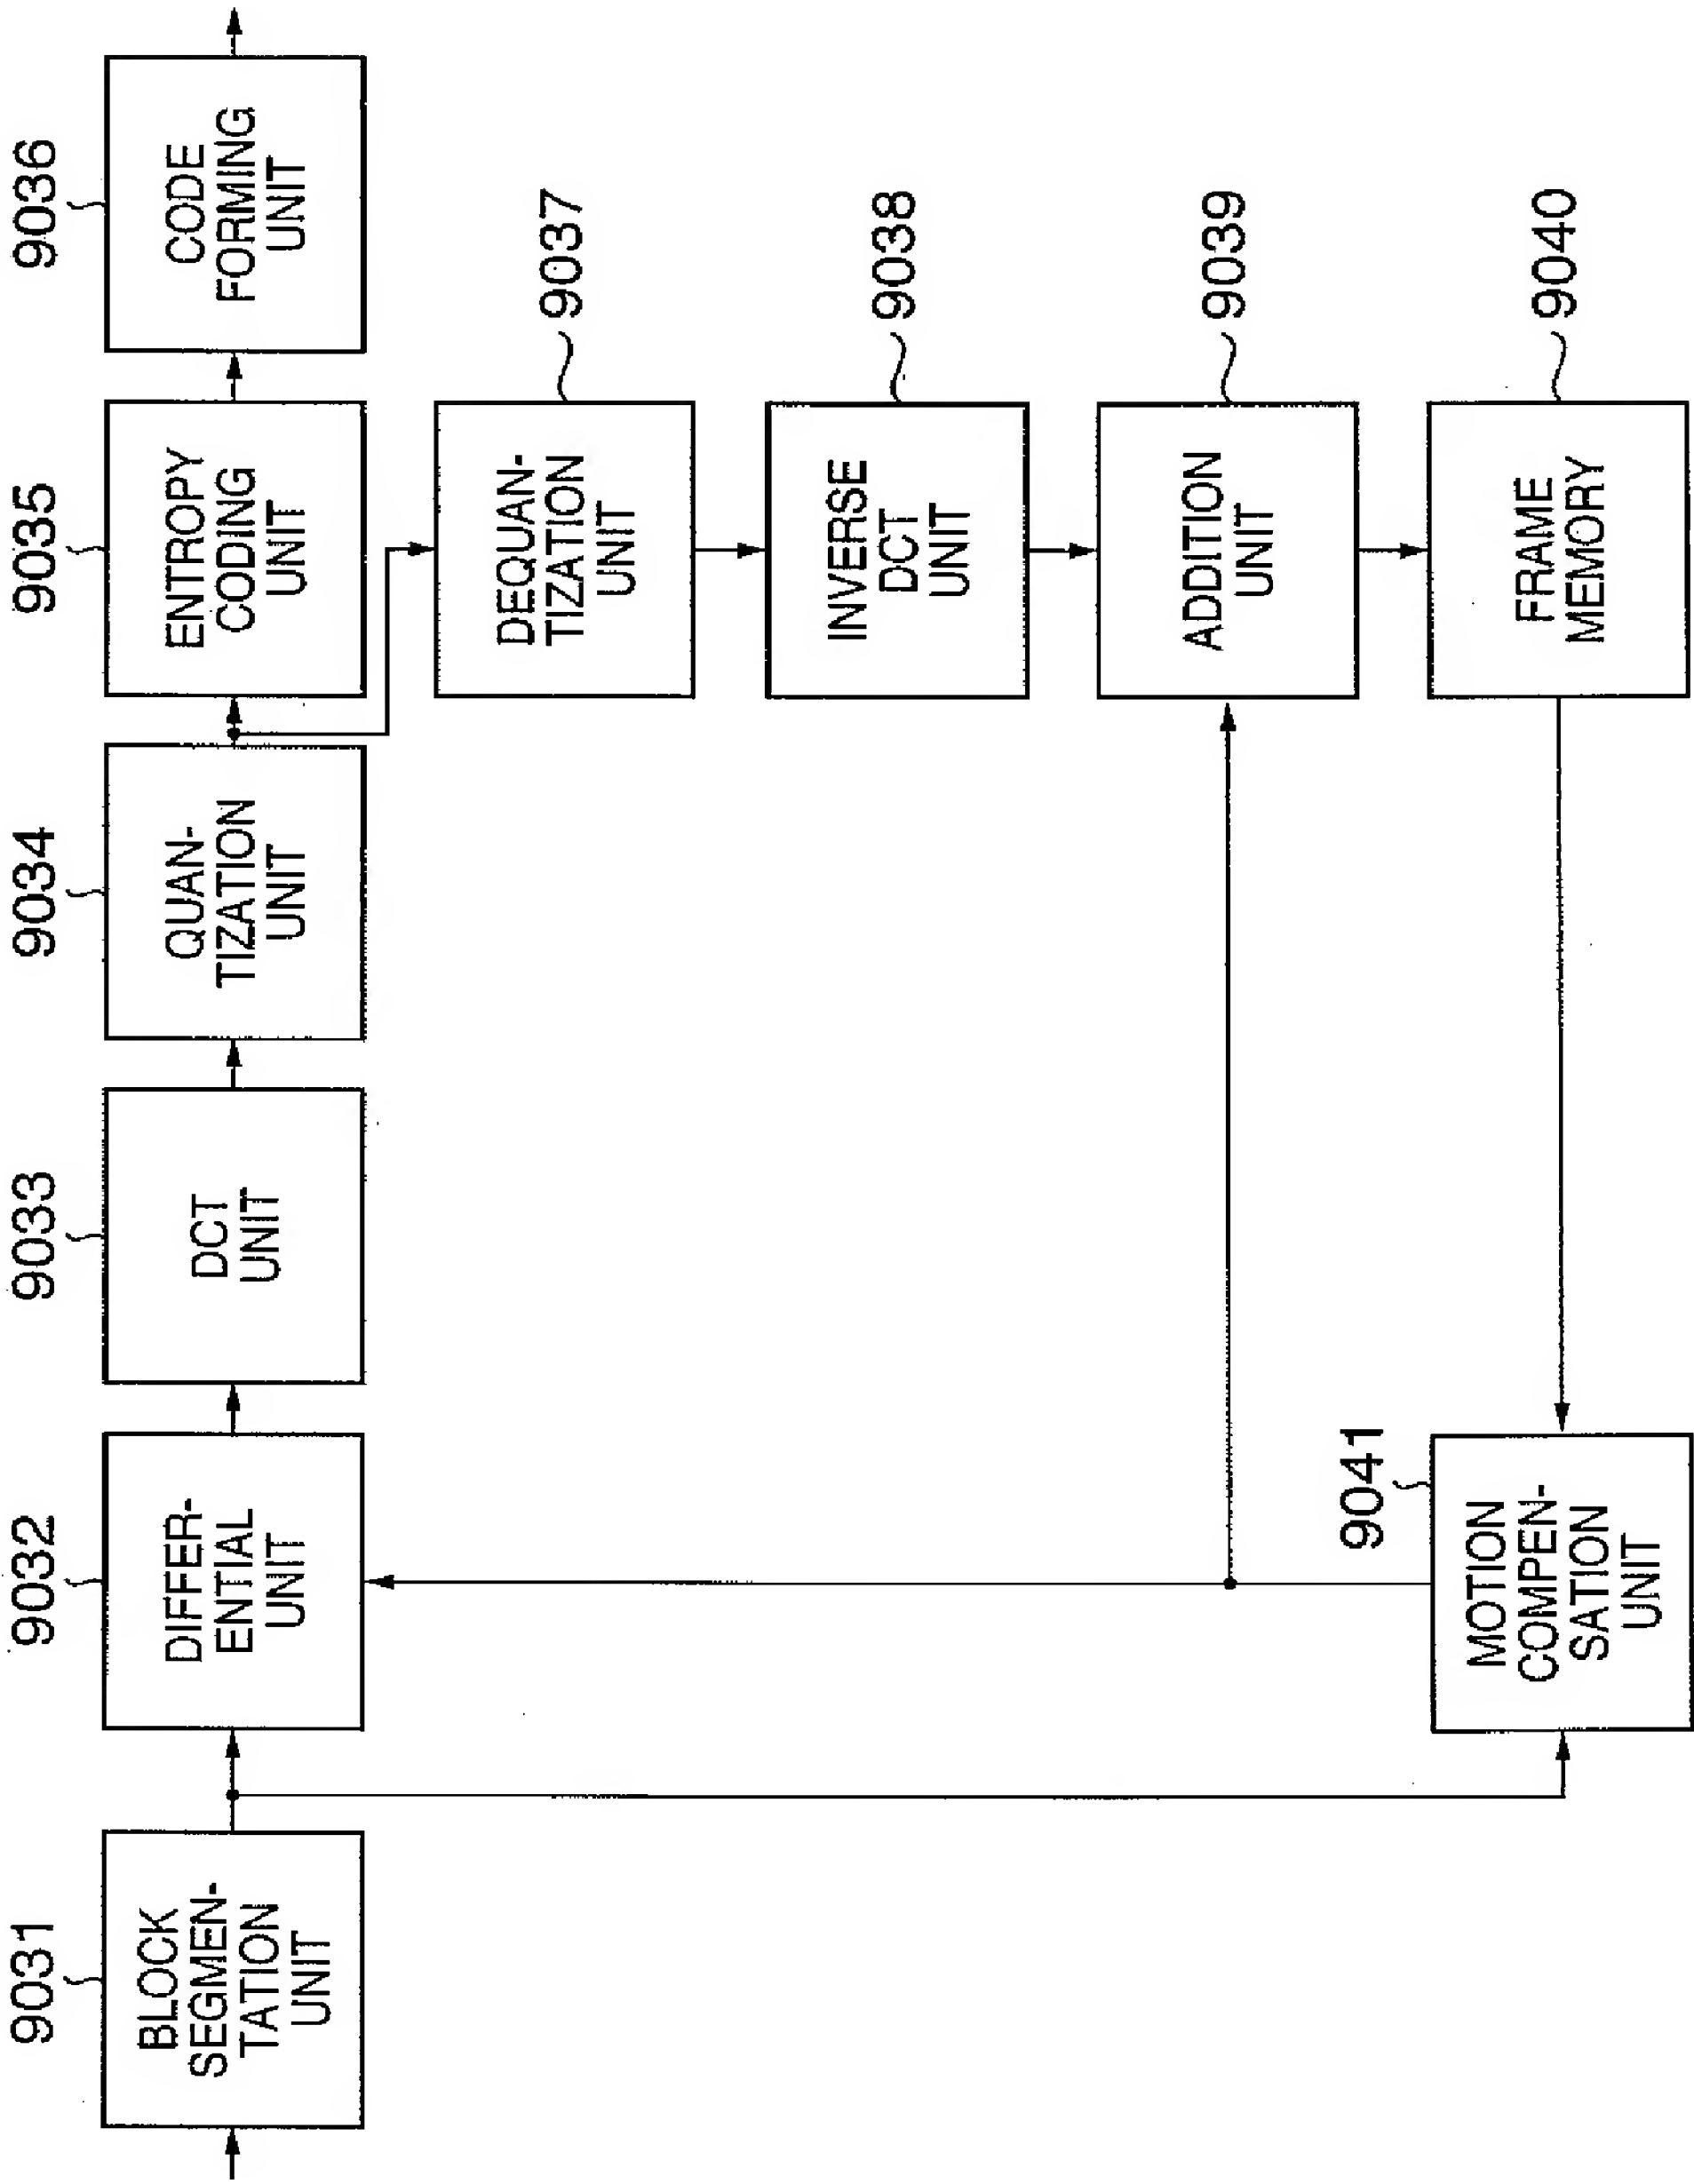 9031
BLOCK
SEGMEN-
TATION
UNIT
9032
DIFFER-
ENTIAL
UNIT
9033
DCT
UNIT
9034
QUAN-
TIZATION
UNIT
9035
ENTROPY
CODING
UNIT
9036
CODE
FORMING
UNIT
DEQUAN-
TIZATION
UNIT
9037
INVERSE
DCT
UNIT
9038
ADDITION
UNIT
9039
9041
MOTION
COMPEN-
SATION
UNIT
FRAME
MEMORY
9040